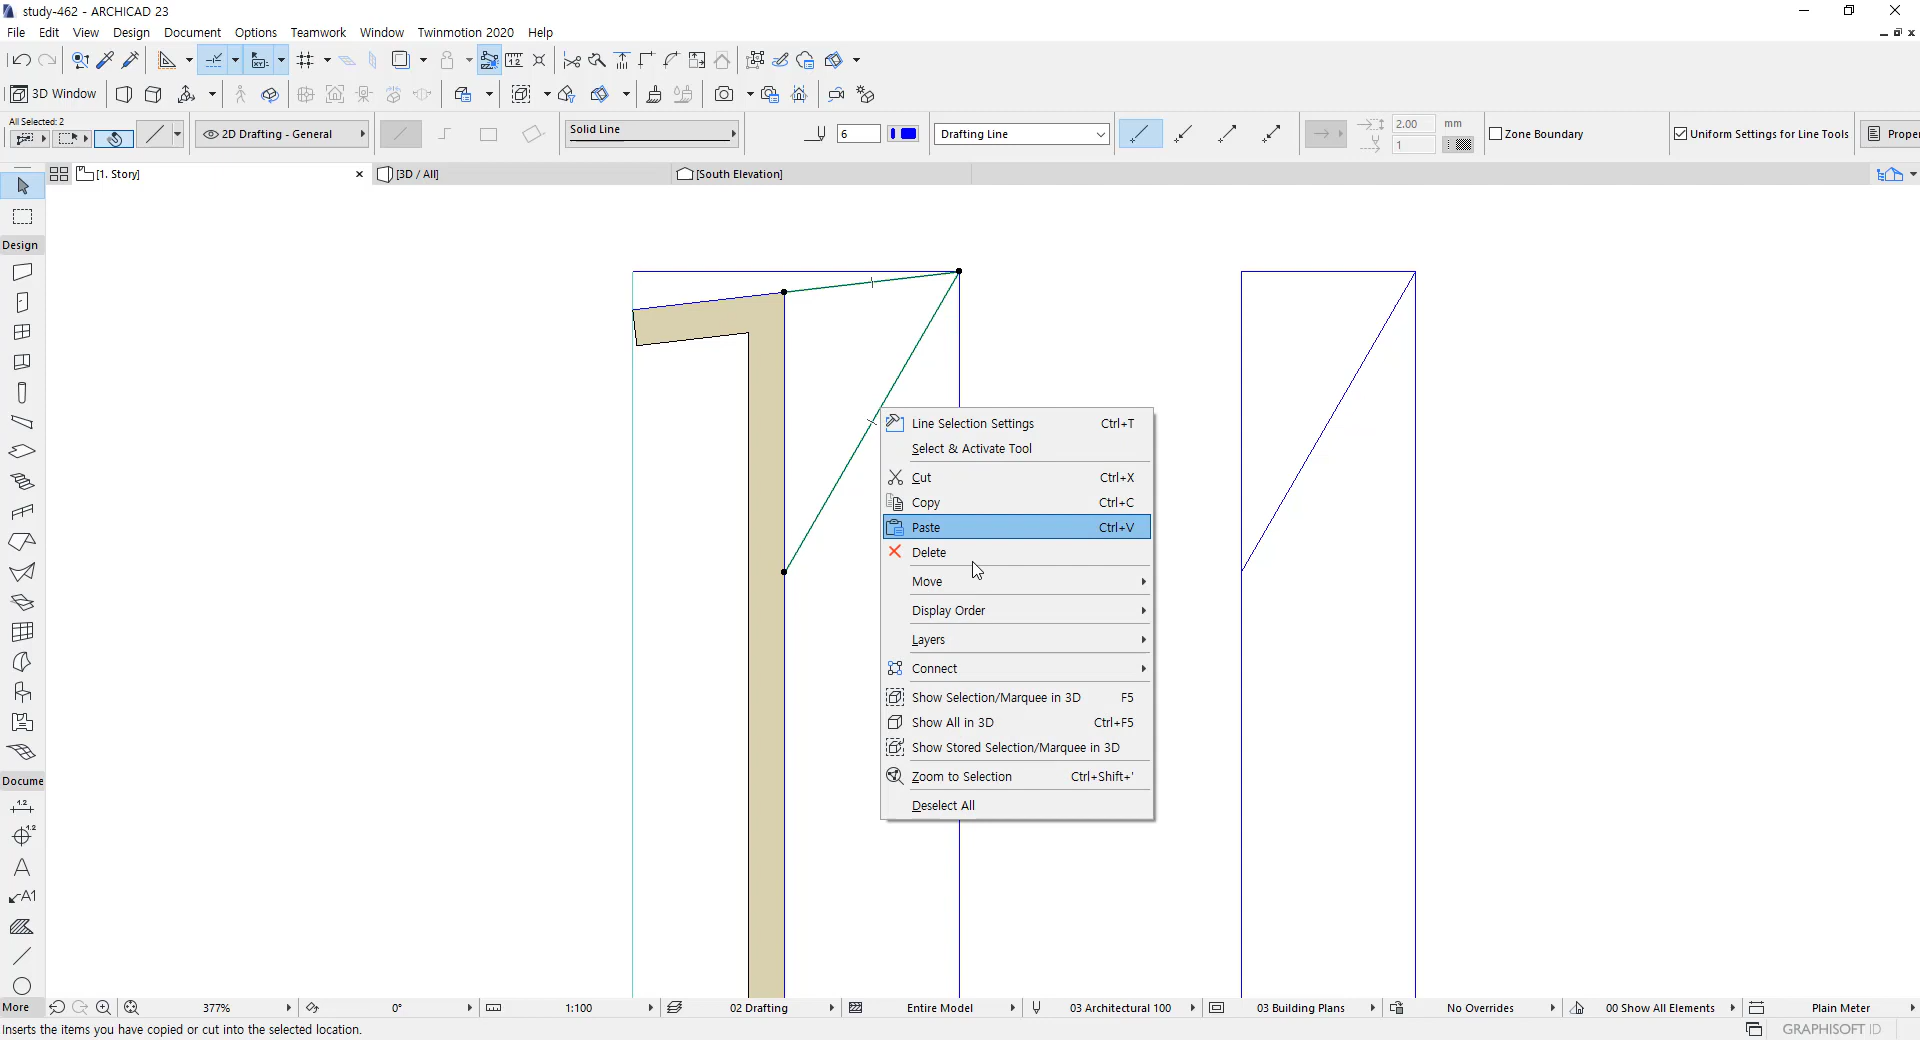 study-462 - ARCHICAD 23
File Edit View Design Document Options Teamwork Window Twinmotion 2020 Help
3D Window
All Selected: 2
2D Drafting - General
Solid Line
6
Drafting Line
2.00 mm
1
Zone Boundary
Uniform Settings for Line Tools
Proper
[1. Story]
[3D / All]
[South Elevation]
Design
Line Selection Settings Ctrl+T
Select & Activate Tool
Cut Ctrl+X
Copy Ctrl+C
Paste Ctrl+V
Delete
Move
Display Order
Layers
Connect
Show Selection/Marquee in 3D F5
Show All in 3D Ctrl+F5
Show Stored Selection/Marquee in 3D
Zoom to Selection Ctrl+Shift+'
Deselect All
Docume
1.2
1.2
A
A1
More
377%
0°
1:100
02 Drafting
Entire Model
03 Architectural 100
03 Building Plans
No Overrides
00 Show All Elements
Plain Meter
Inserts the items you have copied or cut into the selected location.
GRAPHISOFT ID